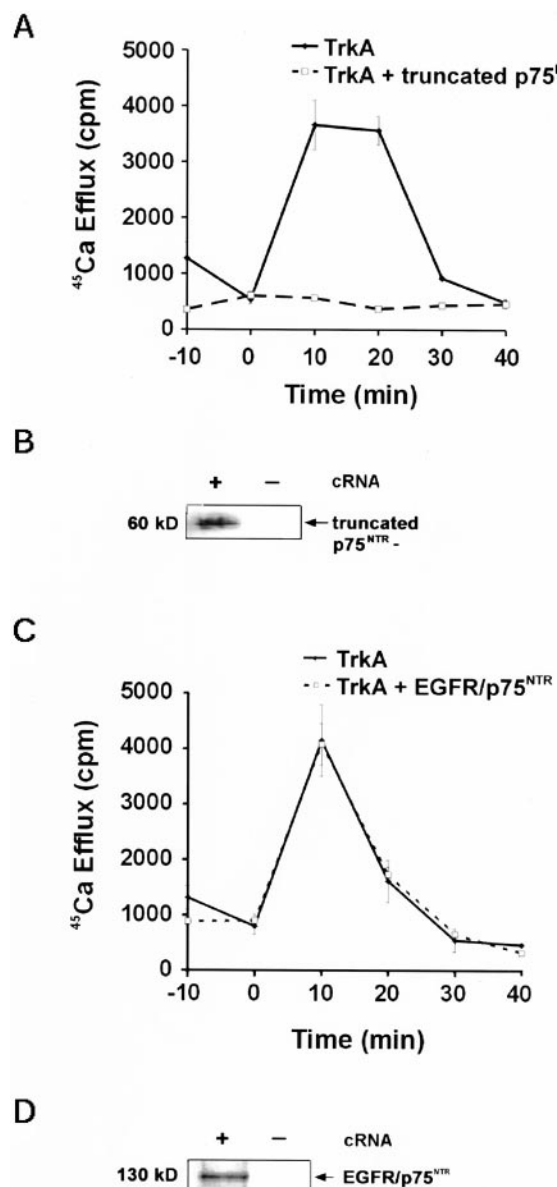 A
TrkA
TrkA + truncated p75
5000
4000
3000
2000
1000
0
⁴⁵Ca Efflux (cpm)
-10 0 10 20 30 40
Time (min)
B
+ − cRNA
60 kD
truncated
p75ᴺᵀᴿ -
C
TrkA
TrkA + EGFR/p75ᴺᵀᴿ
5000
4000
3000
2000
1000
0
⁴⁵Ca Efflux (cpm)
-10 0 10 20 30 40
Time (min)
D
+ − cRNA
130 kD
EGFR/p75ᴺᵀᴿ